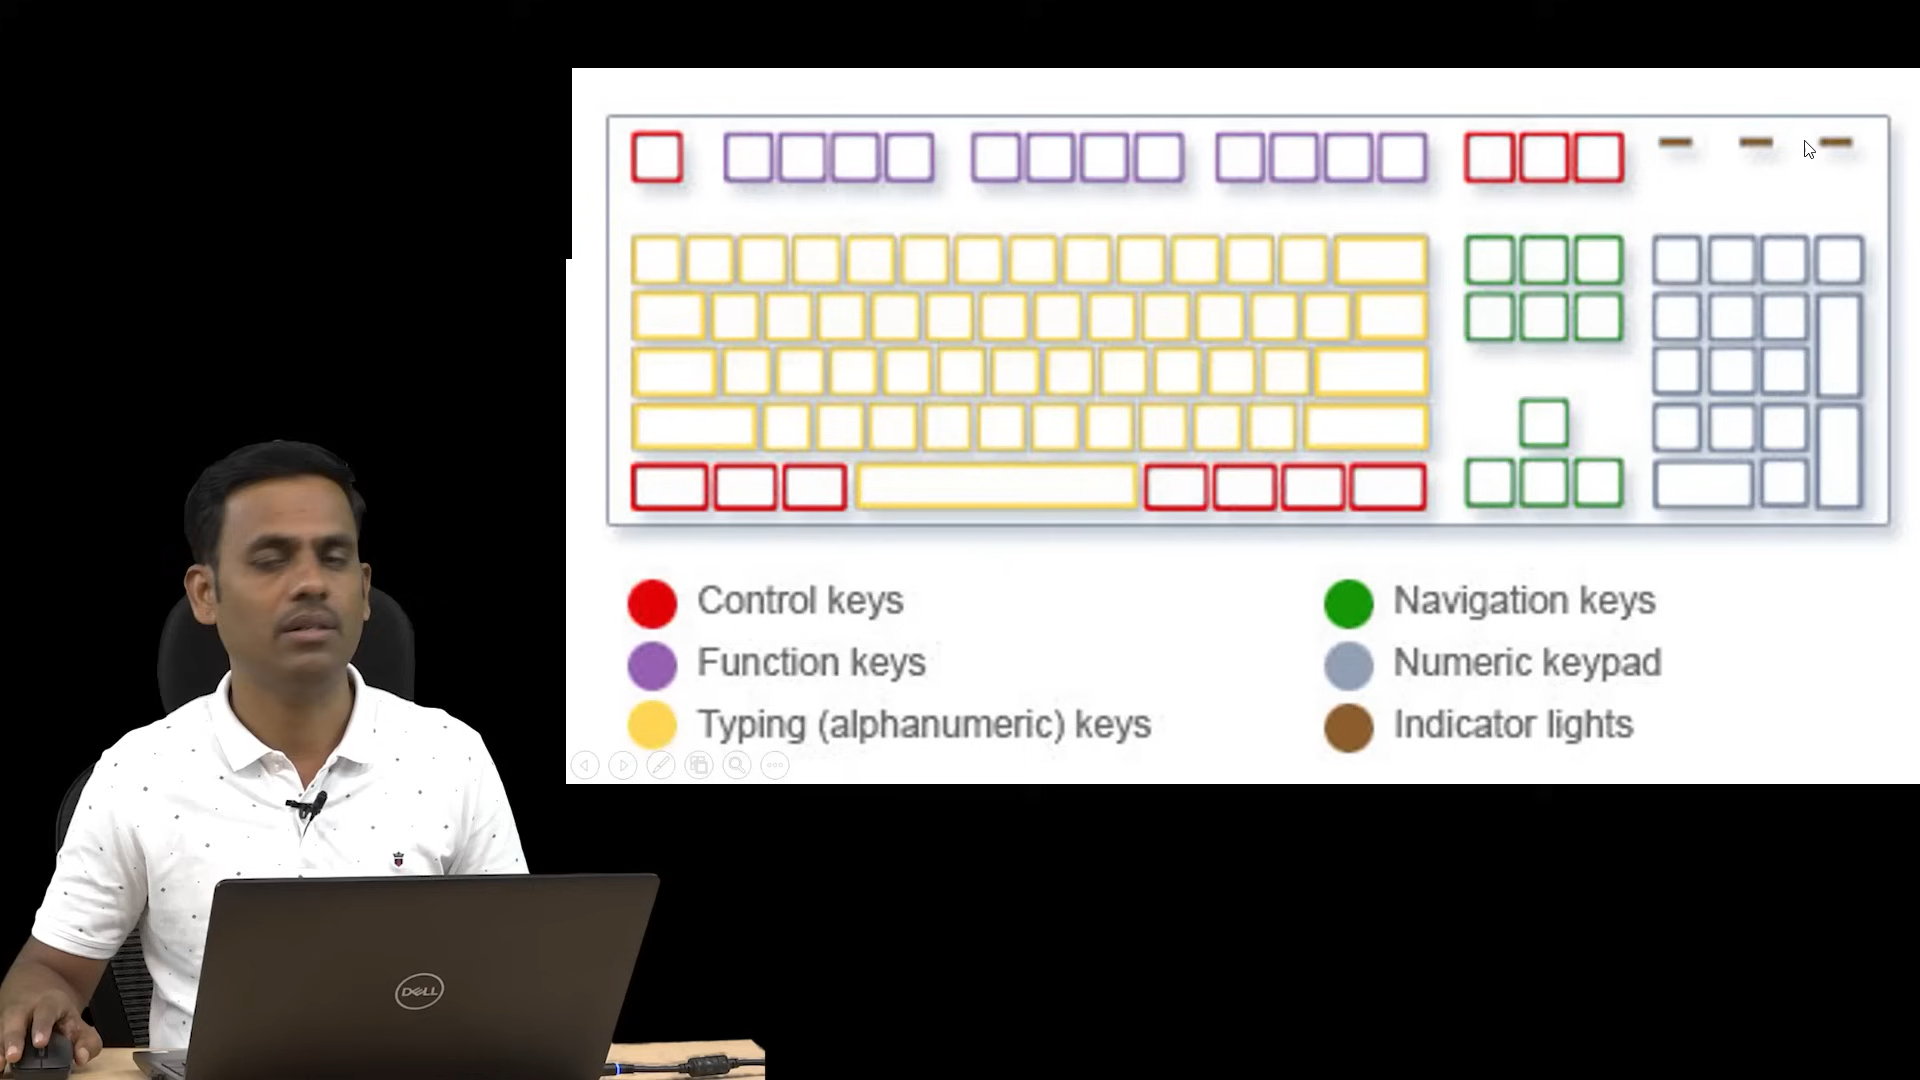 Control keys
Function keys
Typing (alphanumeric) keys
Navigation keys
Numeric keypad
Indicator lights
DELL